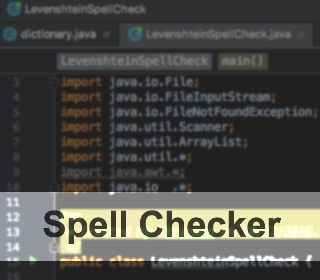 LevenshteinSpellCheck
dictionary.java × LevenshteinSpellCheck.java ×
LevenshteinSpellCheck main()
3 import java.io.File;
4 import java.io.FileInputStream;
5 import java.io.FileNotFoundException;
6 import java.util.Scanner;
7 import java.util.ArrayList;
8 import java.util.*;
9 import java.awt.*;
10 import java.io .*;
11
12
13
14
Spell Checker
15 public class LevenshteinSpellCheck {
16